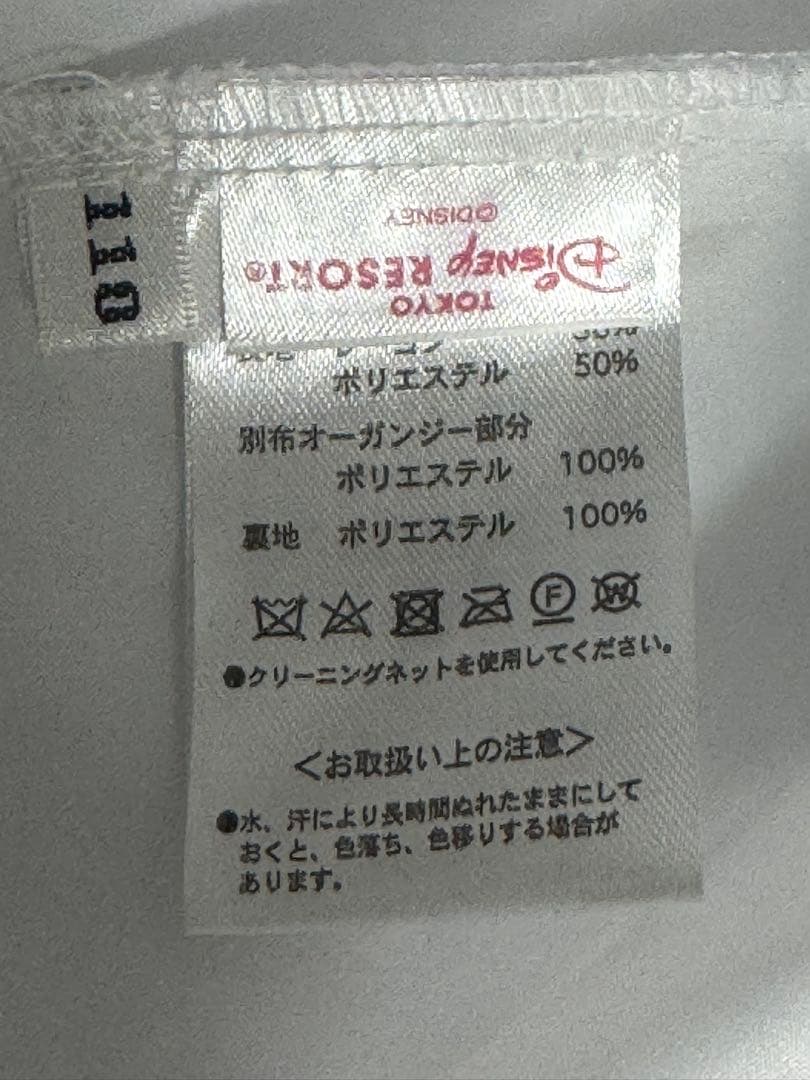 110
©DISNEY
Disney RESORT®
TOKYO
ポリエステル 50%
別布オーガンジー部分
ポリエステル 100%
裏地 ポリエステル 100%
F W
●クリーニングネットを使用してください。
<お取扱い上の注意>
●水、汗により長時間ぬれたままにして
おくと、色落ち、色移りする場合が
あります。